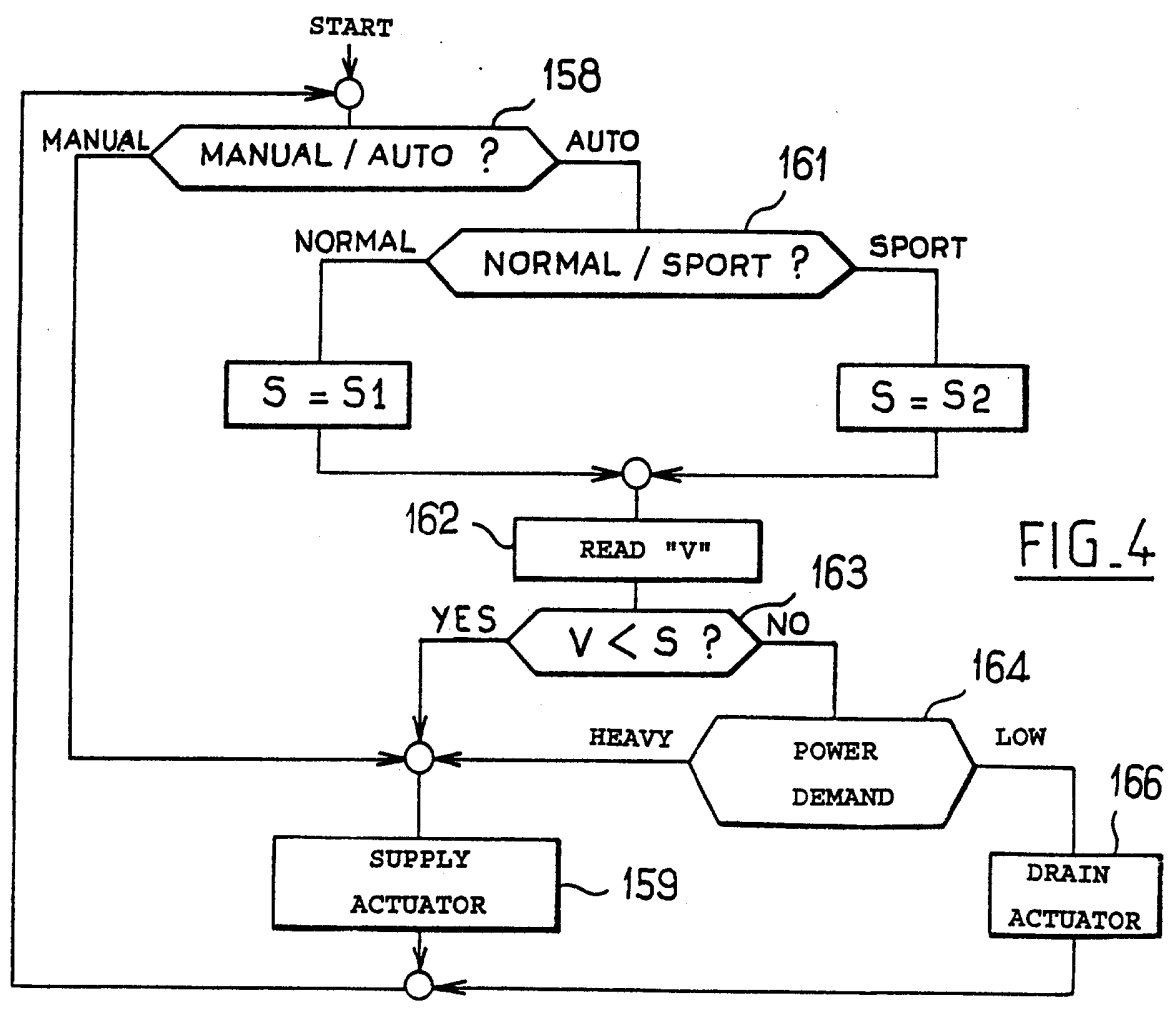 START
158
MANUAL
MANUAL / AUTO ?
AUTO
161
NORMAL
NORMAL / SPORT ?
SPORT
S = S1
S = S2
162
READ "V"
FIG_4
163
YES
V < S ?
NO
164
HEAVY
POWER
DEMAND
LOW
166
SUPPLY
ACTUATOR
159
DRAIN
ACTUATOR